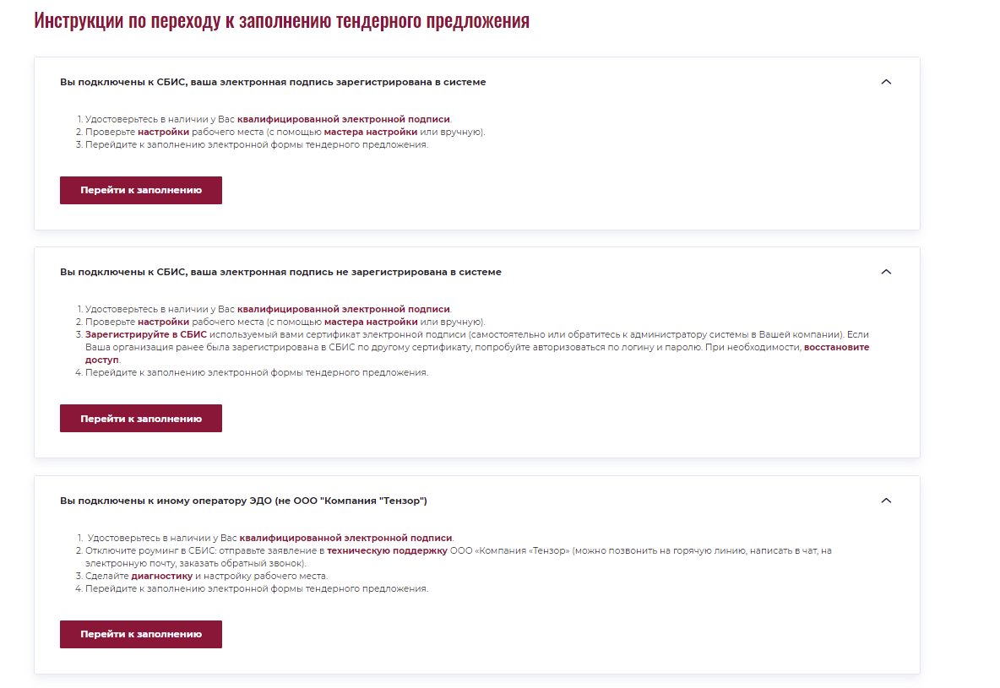 Инструкции по переходу к заполнению тендерного предложения
Вы подключены к СБИС, ваша электронная подпись зарегистрирована в системе
1. Удостоверьтесь в наличии у Вас квалифицированной электронной подписи.
2. Проверьте настройки рабочего места (с помощью мастера настройки или вручную).
3. Перейдите к заполнению электронной формы тендерного предложения.
Перейти к заполнению
Вы подключены к СБИС, ваша электронная подпись не зарегистрирована в системе
1. Удостоверьтесь в наличии у Вас квалифицированной электронной подписи.
2. Проверьте настройки рабочего места (с помощью мастера настройки или вручную).
3. Зарегистрируйте в СБИС используемый вами сертификат электронной подписи (самостоятельно или обратитесь к администратору системы в Вашей компании). Если
Ваша организация ранее была зарегистрирована в СБИС по другому сертификату, попробуйте авторизоваться по логину и паролю. При необходимости, восстановите
доступ.
4. Перейдите к заполнению электронной формы тендерного предложения.
Перейти к заполнению
Вы подключены к иному оператору ЭДО (не ООО "Компания "Тензор")
1. Удостоверьтесь в наличии у Вас квалифицированной электронной подписи.
2. Отключите роуминг в СБИС: отправьте заявление в техническую поддержку ООО «Компания «Тензор» (можно позвонить на горячую линию, написать в чат, на
электронную почту, заказать обратный звонок).
3. Сделайте диагностику и настройку рабочего места.
4. Перейдите к заполнению электронной формы тендерного предложения.
Перейти к заполнению